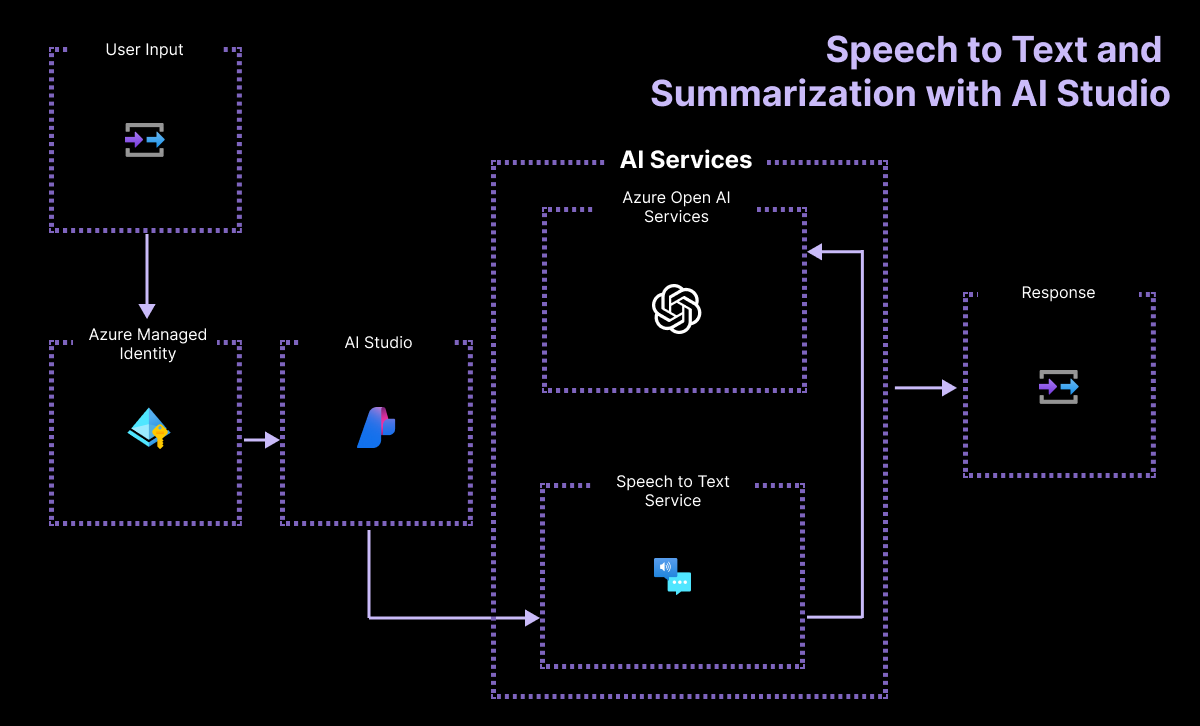 Speech to Text and
Summarization with AI Studio
User Input
Azure Managed
Identity
AI Studio
AI Services
Azure Open AI
Services
Speech to Text
Service
Response